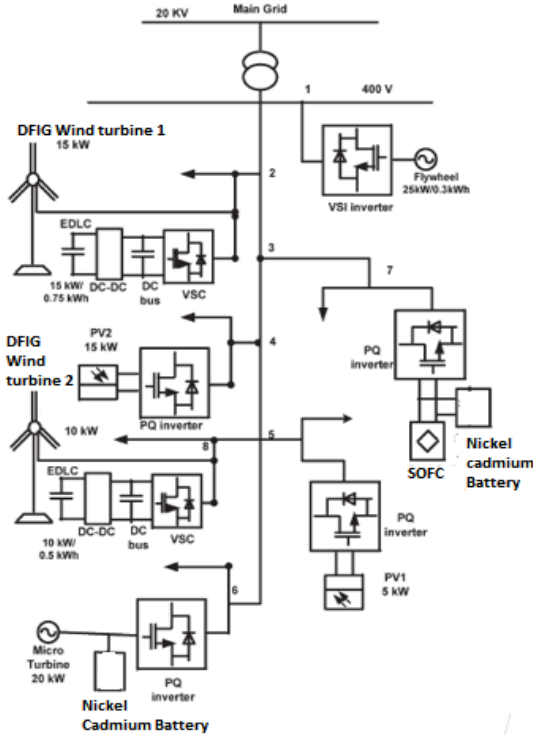 Main Grid
20 KV
1
400 V
DFIG Wind turbine 1
15 kW
2
Flywheel
25kW/0.3kWh
VSI inverter
EDLC
15 kW/
0.75 kWh
DC-DC
DC
bus
VSC
3
7
PV2
15 kW
4
PQ
inverter
DFIG
Wind
turbine 2
PQ inverter
10 kW
8
5
SOFC
Nickel
cadmium
Battery
EDLC
10 kW/
0.5 kWh
DC-DC
DC
bus
VSC
PQ
inverter
PV1
5 kW
6
Micro
Turbine
20 kW
PQ
inverter
Nickel
Cadmium Battery